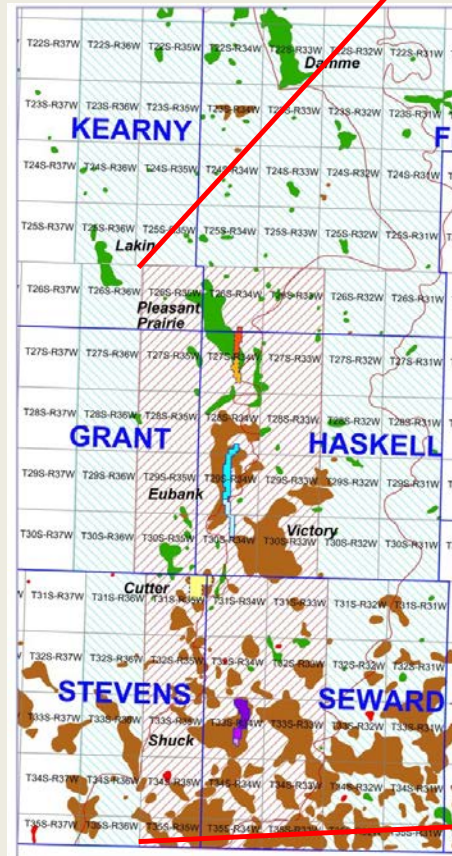 T22S-R37W T22S-R36W T22S-R35W T22S-R34W T22S-R33W T22S-R32W T22S-R31W
Damme
T23S-R37W T23S-R36W T23S-R35W T23S-R34W T23S-R33W T23S-R32W T23S-R31W
KEARNY F
T24S-R37W T24S-R36W T24S-R35W T24S-R34W T24S-R33W T24S-R32W T24S-R31W
T25S-R37W T25S-R36W T25S-R35W T25S-R34W T25S-R33W T25S-R32W T25S-R31W
Lakin
T26S-R37W T26S-R36W T26S-R35W T26S-R34W T26S-R33W T26S-R32W T26S-R31W
Pleasant
Prairie
T27S-R37W T27S-R36W T27S-R35W T27S-R34W T27S-R33W T27S-R32W T27S-R31W
T28S-R37W T28S-R36W T28S-R35W T28S-R34W T28S-R33W T28S-R32W T28S-R31W
GRANT HASKELL
T29S-R37W T29S-R36W T29S-R35W T29S-R34W T29S-R33W T29S-R32W T29S-R31W
Eubank
Victory
T30S-R37W T30S-R36W T30S-R35W T30S-R34W T30S-R33W T30S-R32W T30S-R31W
Cutter
T31S-R37W T31S-R36W T31S-R35W T31S-R34W T31S-R33W T31S-R32W T31S-R31W
T32S-R37W T32S-R36W T32S-R35W T32S-R34W T32S-R33W T32S-R32W T32S-R31W
STEVENS SEWARD
T33S-R37W T33S-R36W T33S-R35W T33S-R34W T33S-R33W T33S-R32W T33S-R31W
Shuck
T34S-R37W T34S-R36W T34S-R35W T34S-R34W T34S-R33W T34S-R32W T34S-R31W
T35S-R37W T35S-R36W T35S-R35W T35S-R34W T35S-R33W T35S-R32W T35S-R31W